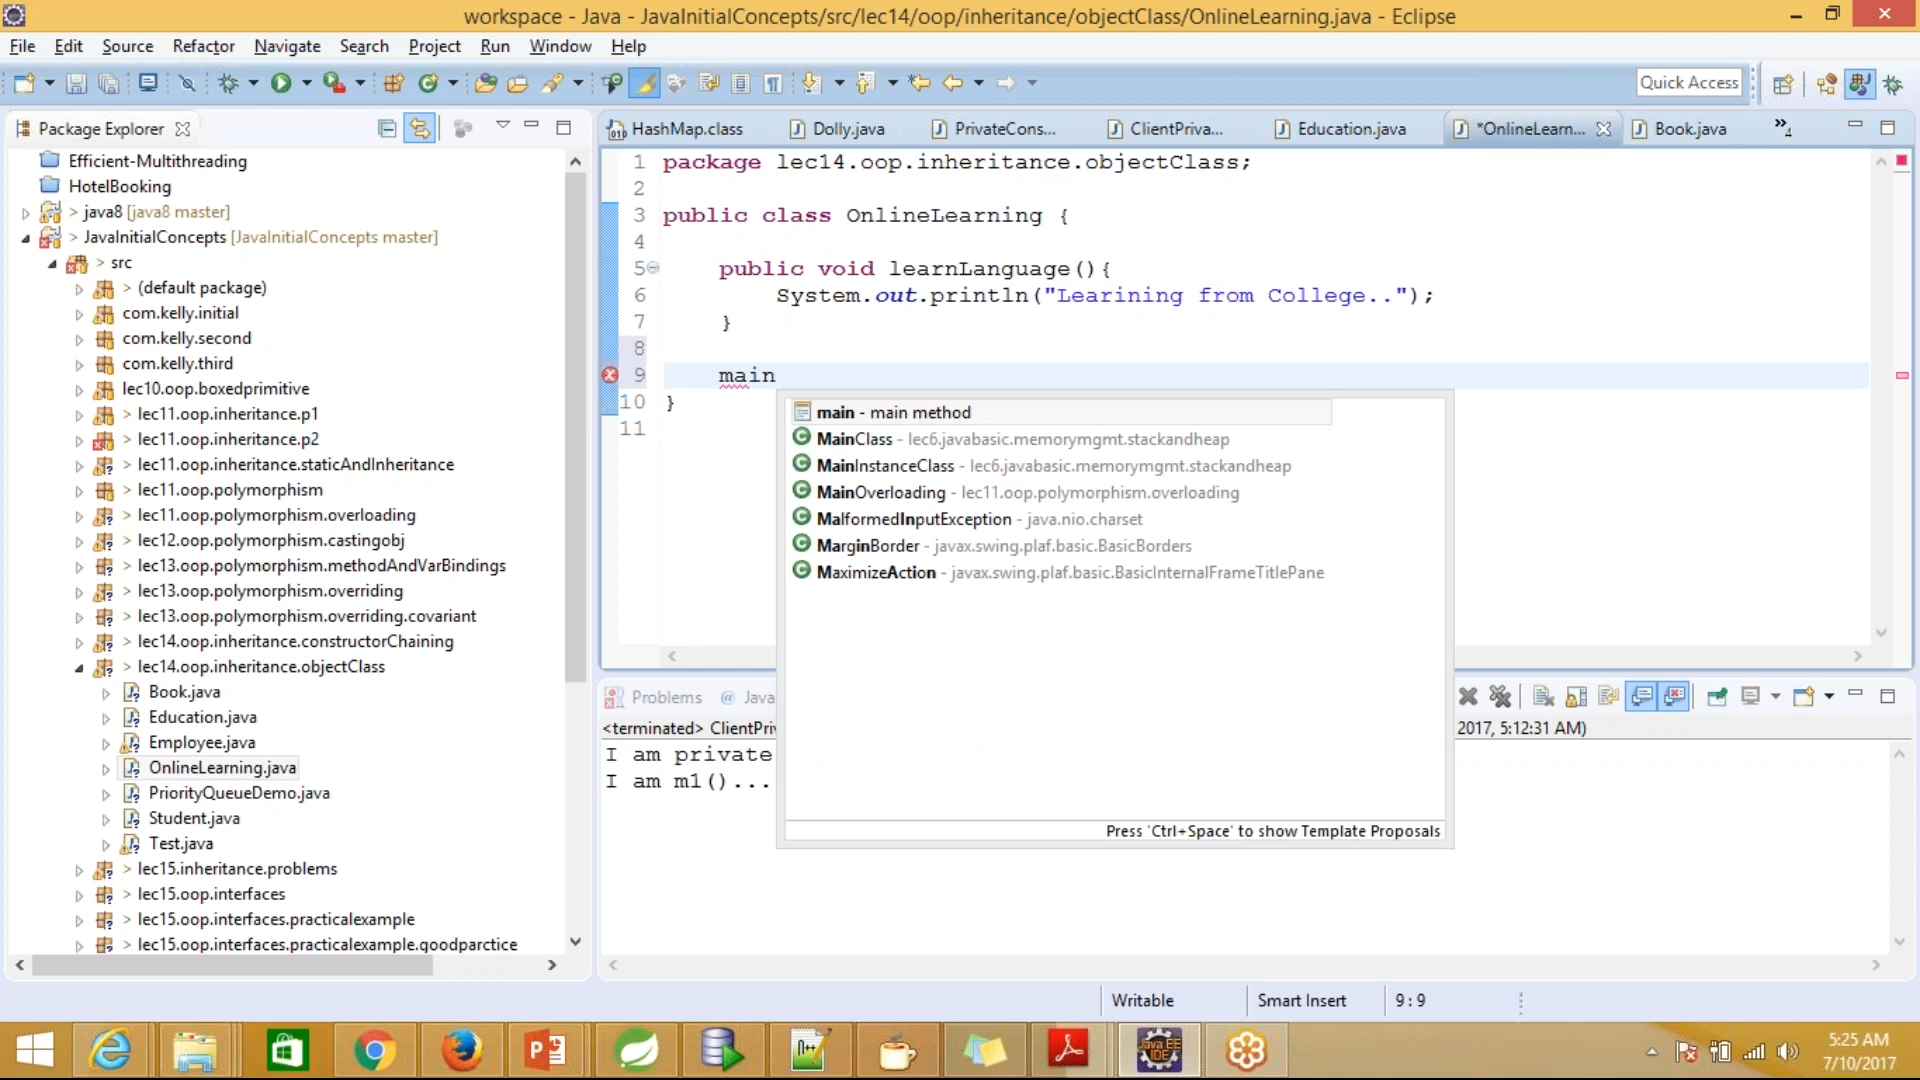 workspace - Java - JavaInitialConcepts/src/lec14/oop/inheritance/objectClass/OnlineLearning.java - Eclipse
File Edit Source Refactor Navigate Search Project Run Window Help
Quick Access
Package Explorer
HashMap.class Dolly.java PrivateCons... ClientPriva... Education.java *OnlineLearn... Book.java »4
Efficient-Multithreading
HotelBooking
> java8 [java8 master]
> JavaInitialConcepts [JavaInitialConcepts master]
> src
> (default package)
com.kelly.initial
com.kelly.second
com.kelly.third
lec10.oop.boxedprimitive
> lec11.oop.inheritance.p1
> lec11.oop.inheritance.p2
> lec11.oop.inheritance.staticAndInheritance
> lec11.oop.polymorphism
> lec11.oop.polymorphism.overloading
> lec12.oop.polymorphism.castingobj
> lec13.oop.polymorphism.methodAndVarBindings
> lec13.oop.polymorphism.overriding
> lec13.oop.polymorphism.overriding.covariant
> lec14.oop.inheritance.constructorChaining
> lec14.oop.inheritance.objectClass
Book.java
Education.java
Employee.java
OnlineLearning.java
PriorityQueueDemo.java
Student.java
Test.java
> lec15.inheritance.problems
> lec15.oop.interfaces
> lec15.oop.interfaces.practicalexample
> lec15.oop.interfaces.practicalexample.goodparctice
1 package lec14.oop.inheritance.objectClass;
2
3 public class OnlineLearning {
4
5 public void learnLanguage(){
6 System.out.println("Learining from College..");
7 }
8
9 main
10 }
11
main - main method
MainClass - lec6.javabasic.memorymgmt.stackandheap
MainInstanceClass - lec6.javabasic.memorymgmt.stackandheap
MainOverloading - lec11.oop.polymorphism.overloading
MalformedInputException - java.nio.charset
MarginBorder - javax.swing.plaf.basic.BasicBorders
MaximizeAction - javax.swing.plaf.basic.BasicInternalFrameTitlePane
Press 'Ctrl+Space' to show Template Proposals
Problems @ Java
<terminated> ClientPri 2017, 5:12:31 AM)
I am private
I am m1()...
Writable Smart Insert 9 : 9
Java EE
IDE
5:25 AM
7/10/2017